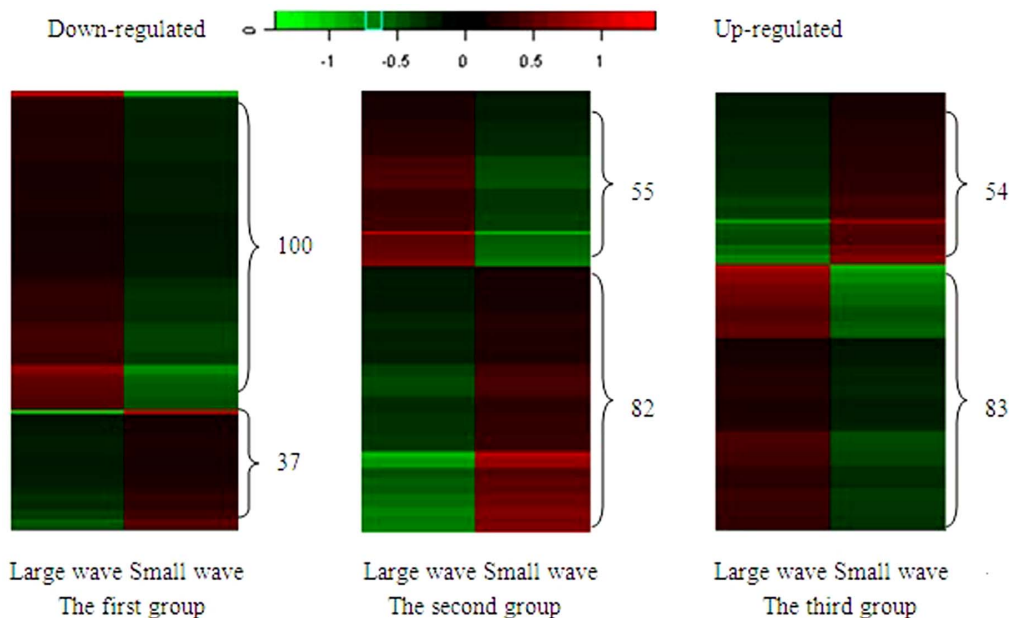 Down-regulated
Up-regulated
0
-1 -0.5 0 0.5 1
100
37
55
82
54
83
Large wave Small wave
The first group
Large wave Small wave
The second group
Large wave Small wave
The third group